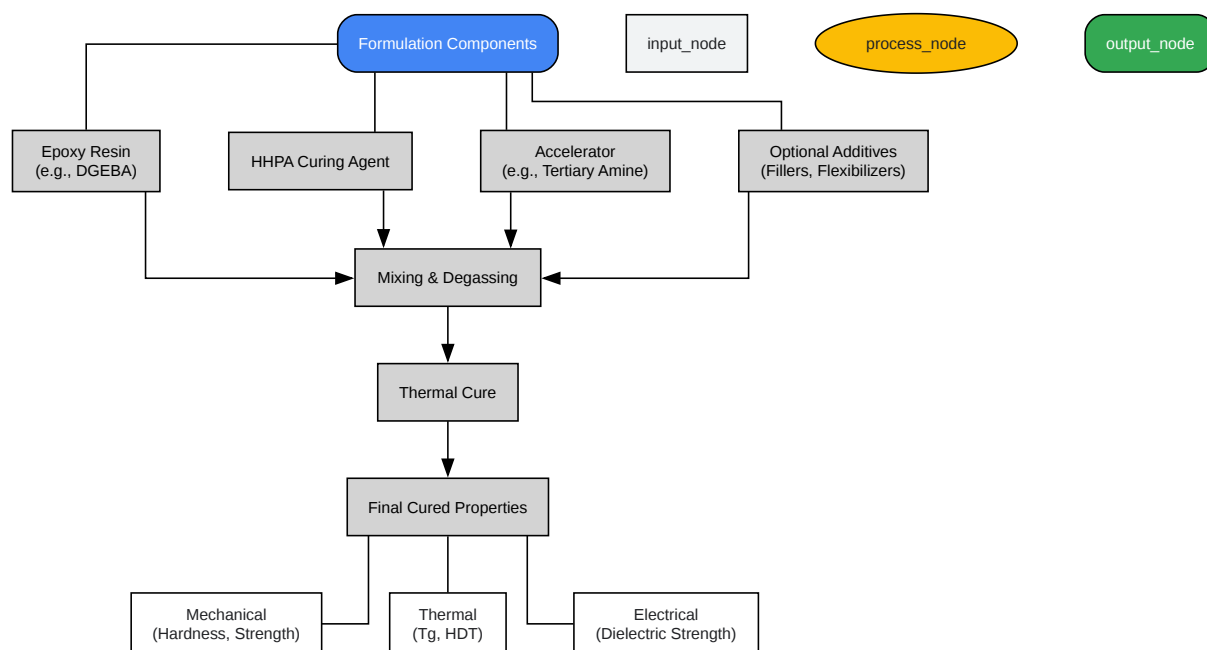 Formulation Components
input_node
process_node
output_node
Epoxy Resin
(e.g., DGEBA)
HHPA Curing Agent
Accelerator
(e.g., Tertiary Amine)
Optional Additives
(Fillers, Flexibilizers)
Mixing & Degassing
Thermal Cure
Final Cured Properties
Mechanical
(Hardness, Strength)
Thermal
(Tg, HDT)
Electrical
(Dielectric Strength)